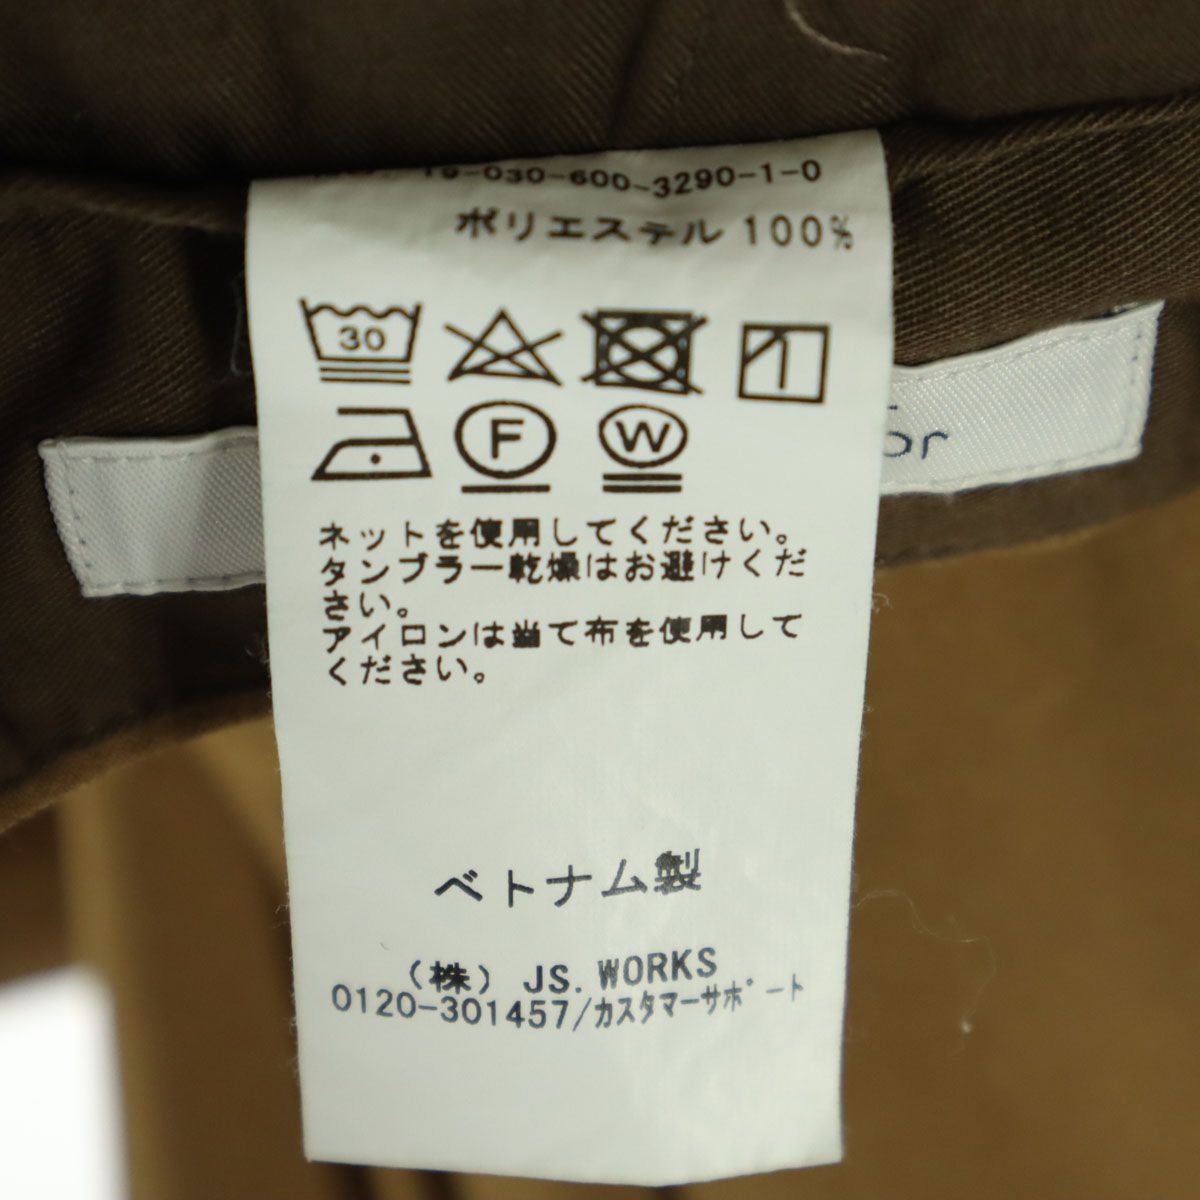 19-030-600-3290-1-0
ポリエステル 100%
30
F
W
ネットを使用してください。
タンブラー乾燥はお避けくだ
さい。
アイロンは当て布を使用して
ください。
ベトナム製
(株) JS. WORKS
0120-301457/カスタマーサポート